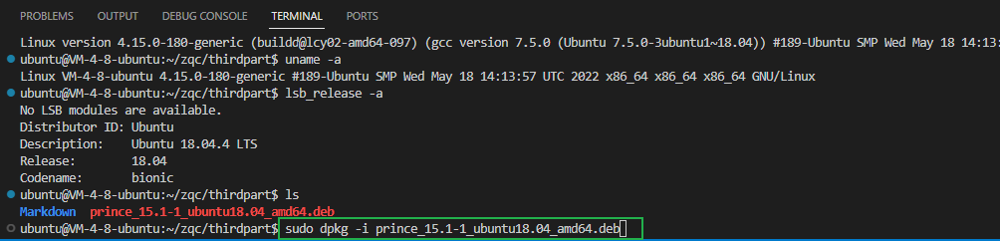 PROBLEMS OUTPUT DEBUG CONSOLE TERMINAL PORTS
Linux version 4.15.0-180-generic (buildd@lcy02-amd64-097) (gcc version 7.5.0 (Ubuntu 7.5.0-3ubuntu1~18.04)) #189-Ubuntu SMP Wed May 18 14:13
ubuntu@VM-4-8-ubuntu:~/zqc/thirdpart$ uname -a
Linux VM-4-8-ubuntu 4.15.0-180-generic #189-Ubuntu SMP Wed May 18 14:13:57 UTC 2022 x86_64 x86_64 x86_64 GNU/Linux
ubuntu@VM-4-8-ubuntu:~/zqc/thirdpart$ lsb_release -a
No LSB modules are available.
Distributor ID: Ubuntu
Description: Ubuntu 18.04.4 LTS
Release: 18.04
Codename: bionic
ubuntu@VM-4-8-ubuntu:~/zqc/thirdpart$ ls
Markdown prince_15.1-1_ubuntu18.04_amd64.deb
ubuntu@VM-4-8-ubuntu:~/zqc/thirdpart$ sudo dpkg -i prince_15.1-1_ubuntu18.04_amd64.deb